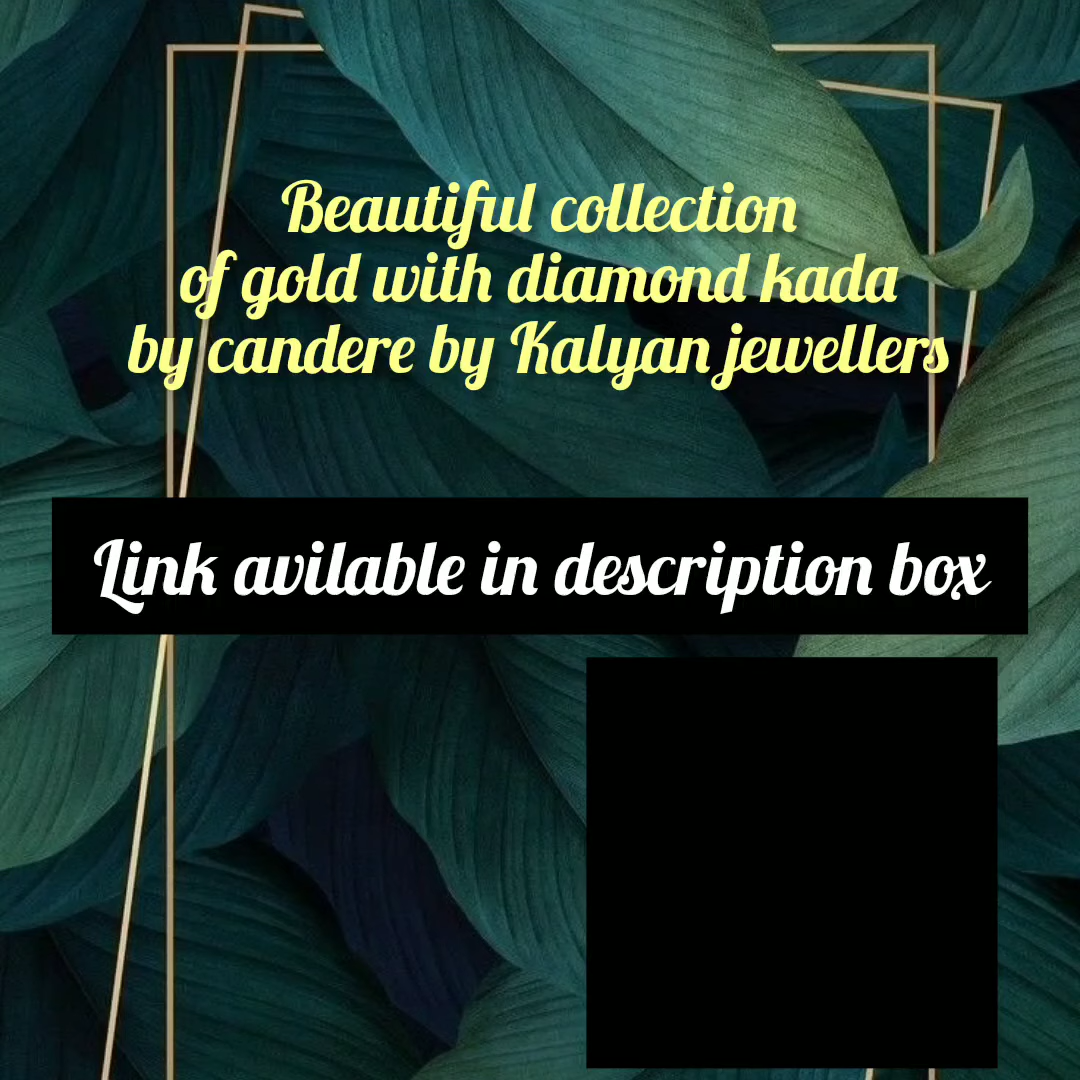 Beautiful collection
of gold with diamond kada
by candere by Kalyan jewellers
Link avilable in description box